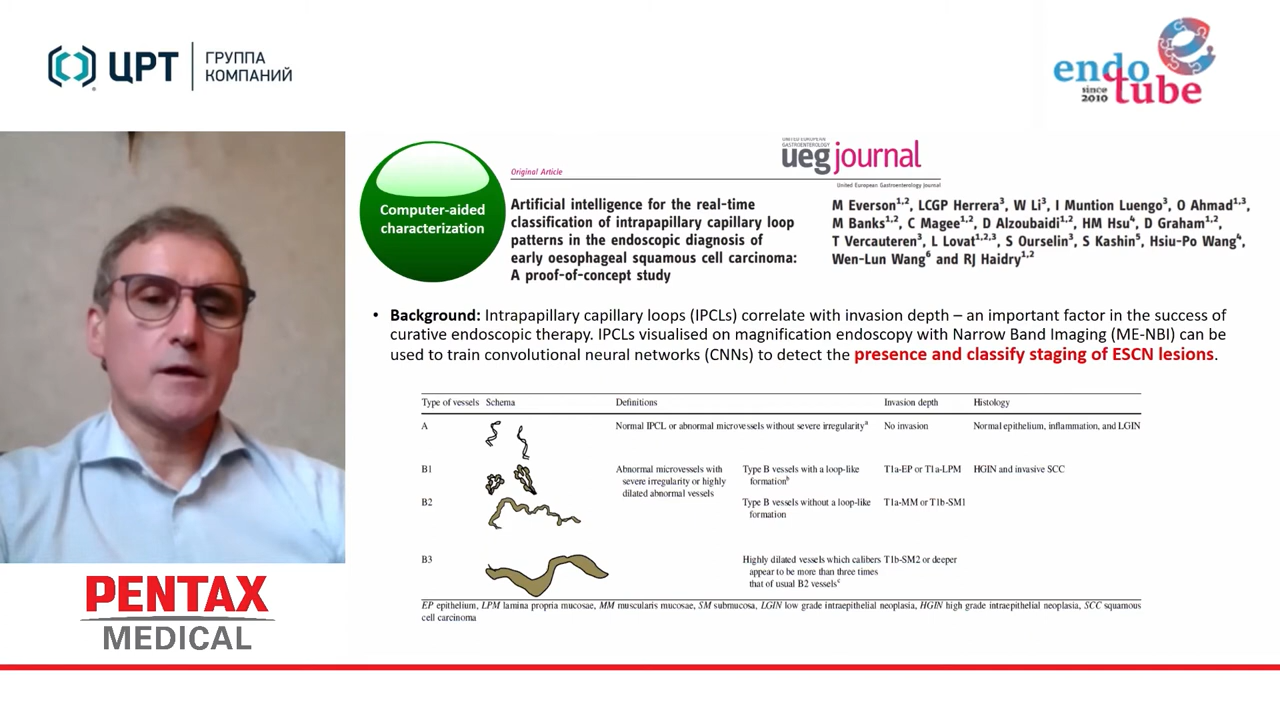 ЦРТ
ГРУППА
КОМПАНИЙ
endo
since
2010
tube
Computer-aided
characterization
Original Article
UNITED EUROPEAN
GASTROENTEROLOGY
ueg journal
United European Gastroenterology Journal
Artificial intelligence for the real-time
classification of intrapapillary capillary loop
patterns in the endoscopic diagnosis of
early oesophageal squamous cell carcinoma:
A proof-of-concept study
M Everson1,2, LCGP Herrera3, W Li3, I Muntion Luengo3, O Ahmad1,3,
M Banks1,2, C Magee1,2, D Alzoubaidi1,2, HM Hsu4, D Graham1,2,
T Vercauteren3, L Lovat1,2,3, S Ourselin3, S Kashin5, Hsiu-Po Wang4,
Wen-Lun Wang6 and RJ Haidry1,2
• Background: Intrapapillary capillary loops (IPCLs) correlate with invasion depth – an important factor in the success of
curative endoscopic therapy. IPCLs visualised on magnification endoscopy with Narrow Band Imaging (ME-NBI) can be
used to train convolutional neural networks (CNNs) to detect the presence and classify staging of ESCN lesions.
Type of vessels Schema Definitions Invasion depth Histology
A Normal IPCL or abnormal microvessels without severe irregularitya No invasion Normal epithelium, inflammation, and LGIN
B1 Abnormal microvessels with Type B vessels with a loop-like T1a-EP or T1a-LPM HGIN and invasive SCC
severe irregularity or highly formationb
dilated abnormal vessels
B2 Type B vessels without a loop-like T1a-MM or T1b-SM1
formation
B3 Highly dilated vessels which calibers T1b-SM2 or deeper
appear to be more than three times
that of usual B2 vesselsc
EP epithelium, LPM lamina propria mucosae, MM muscularis mucosae, SM submucosa, LGIN low grade intraepithelial neoplasia, HGIN high grade intraepithelial neoplasia, SCC squamous
cell carcinoma
PENTAX
MEDICAL